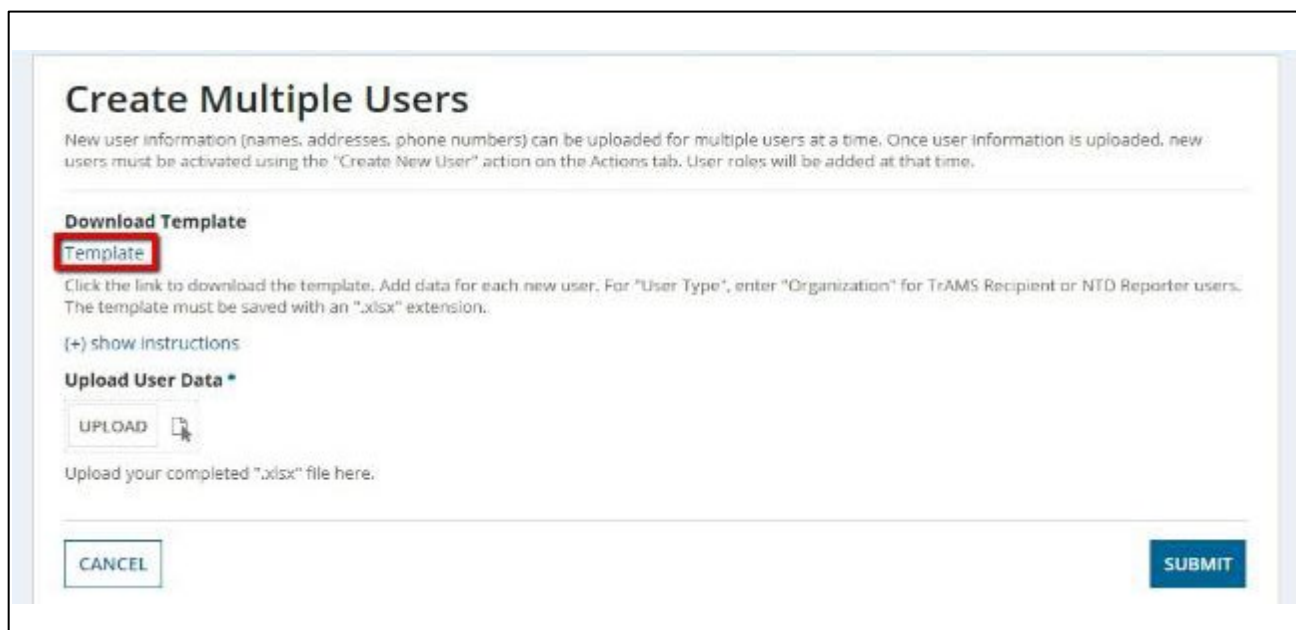 Create Multiple Users
New user information (names, addresses, phone numbers) can be uploaded for multiple users at a time. Once user information is uploaded, new
users must be activated using the "Create New User" action on the Actions tab. User roles will be added at that time.
Download Template
Template
Click the link to download the template. Add data for each new user. For "User Type", enter "Organization" for TrAMS Recipient or NTD Reporter users.
The template must be saved with an ".xlsx" extension.
(+) show instructions
Upload User Data *
UPLOAD
Upload your completed ".xlsx" file here.
CANCEL
SUBMIT